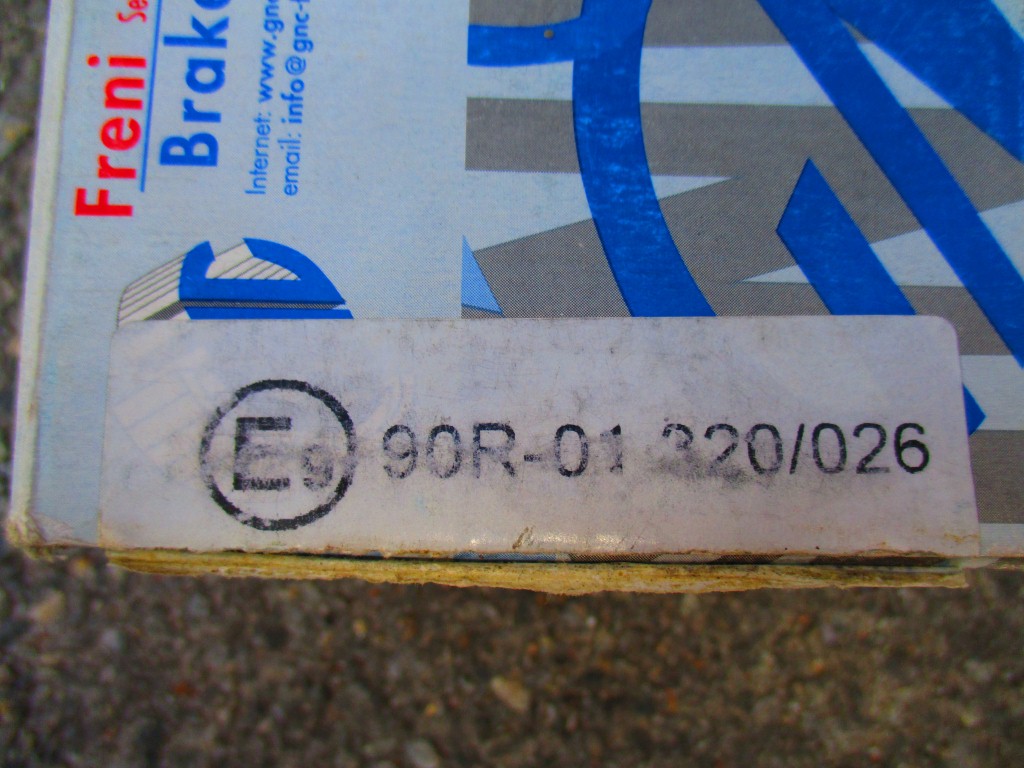 Freni
Brake
Internet: www.gnc
email: info@gnc-
E9 90R-01 320/026